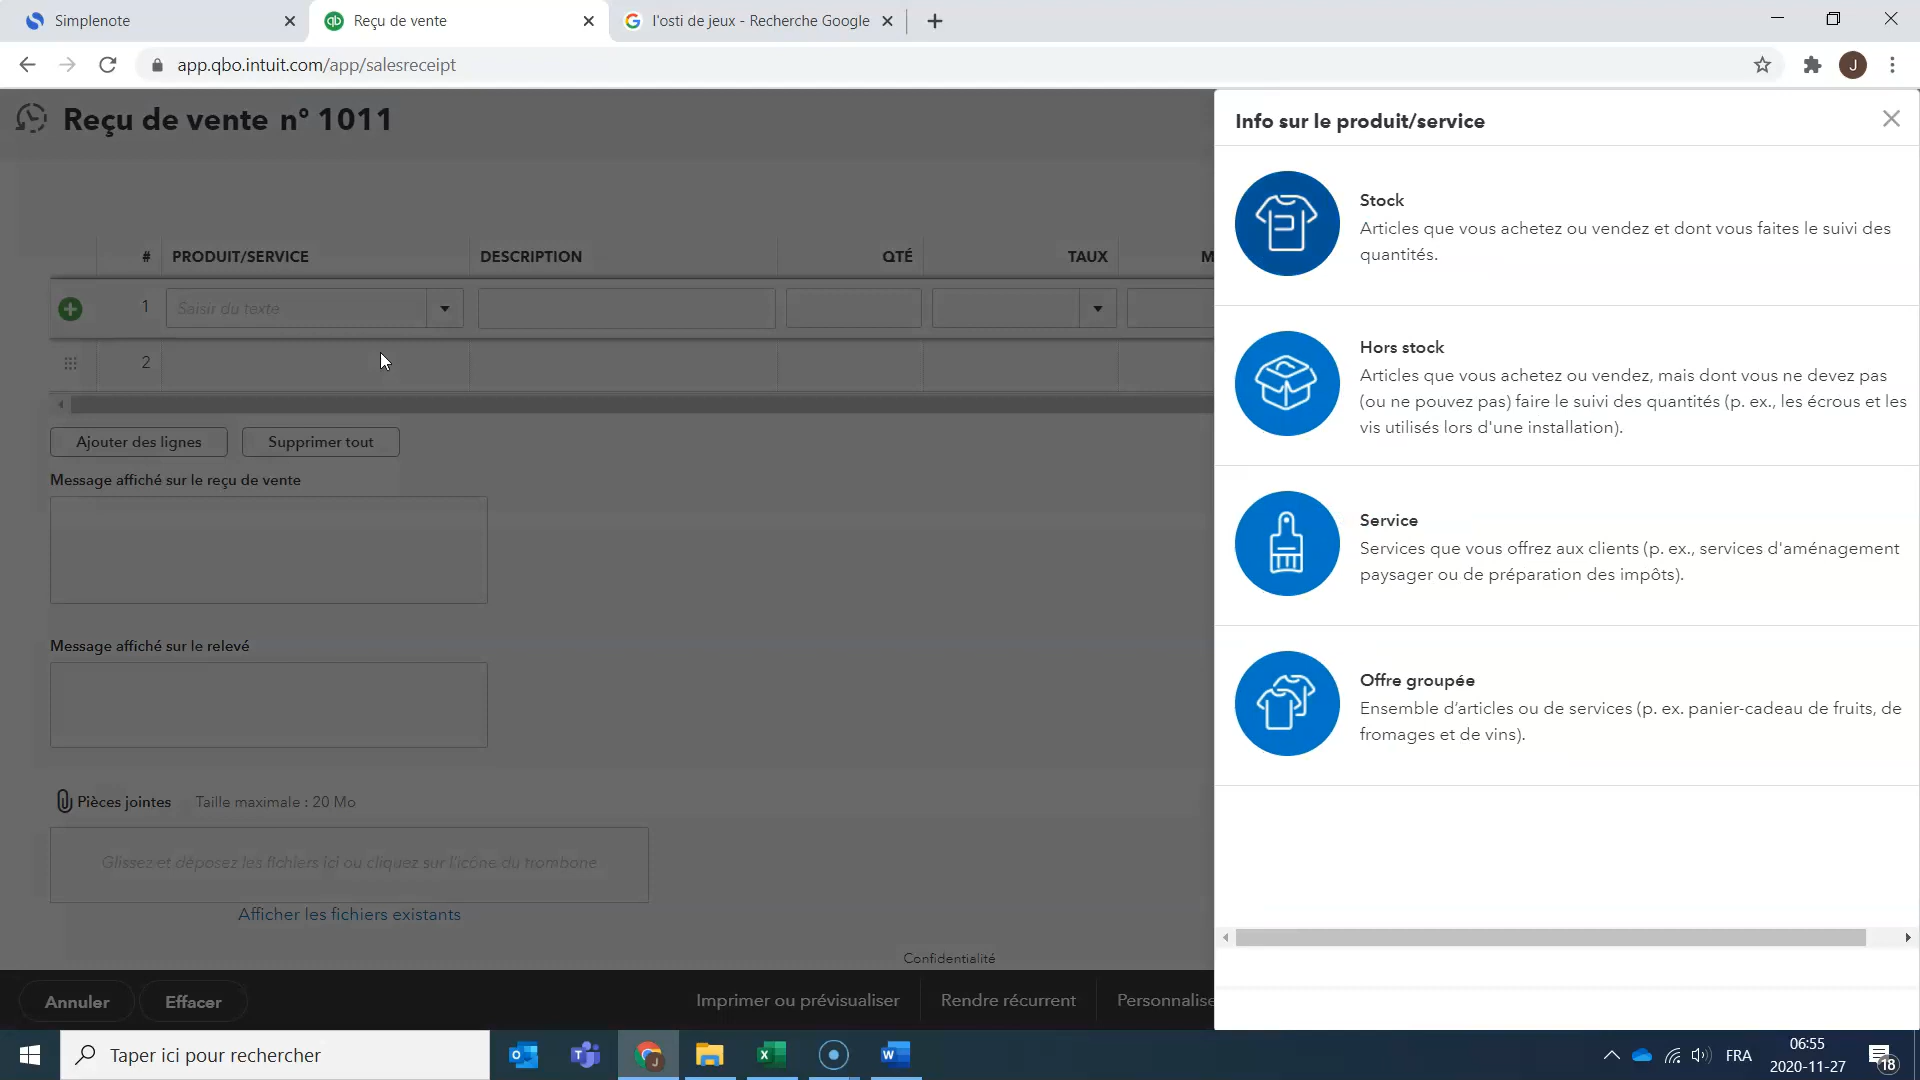 Simplenote
Reçu de vente
l'osti de jeux - Recherche Google
app.qbo.intuit.com/app/salesreceipt
J
Reçu de vente n° 1011
Info sur le produit/service
Stock
Articles que vous achetez ou vendez et dont vous faites le suivi des
quantités.
# PRODUIT/SERVICE DESCRIPTION QTÉ TAUX M
1 Saisir du texte
2
Hors stock
Articles que vous achetez ou vendez, mais dont vous ne devez pas
(ou ne pouvez pas) faire le suivi des quantités (p. ex., les écrous et les
vis utilisés lors d'une installation).
Ajouter des lignes Supprimer tout
Message affiché sur le reçu de vente
Service
Services que vous offrez aux clients (p. ex., services d'aménagement
paysager ou de préparation des impôts).
Message affiché sur le relevé
Offre groupée
Ensemble d'articles ou de services (p. ex. panier-cadeau de fruits, de
fromages et de vins).
Pièces jointes Taille maximale : 20 Mo
Glissez et déposez les fichiers ici ou cliquez sur l'icône du trombone
Afficher les fichiers existants
Confidentialité
Annuler Effacer Imprimer ou prévisualiser Rendre récurrent Personnalise
Taper ici pour rechercher
FRA
06:55
2020-11-27
18